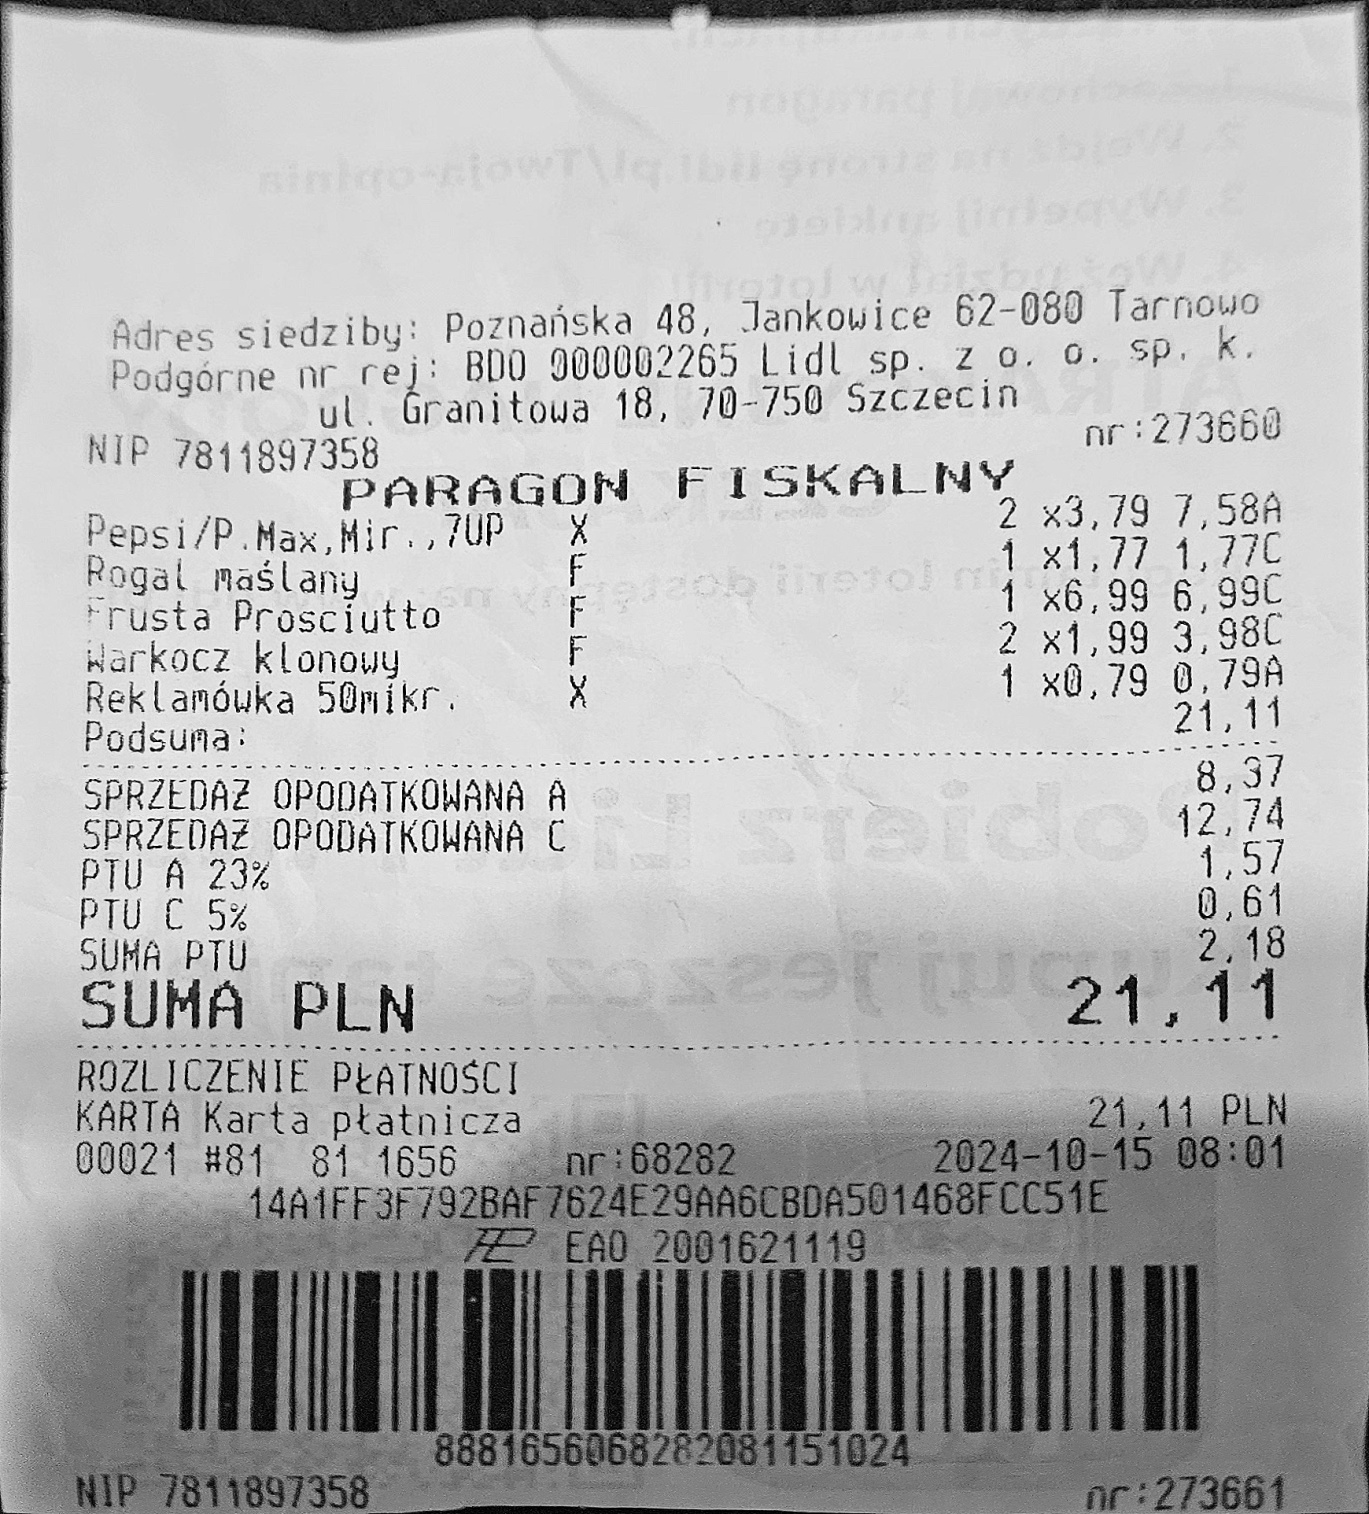 Adres siedziby: Poznańska 48, Jankowice 62-080 Tarnowo
Podgórne nr rej: BDO 000002265 Lidl sp. z o. o. sp. k.
ul. Granitowa 18, 70-750 Szczecin
NIP 7811897358 nr:273660
PARAGON FISKALNY
Pepsi/P.Max,Mir.,7UP X 2 x3,79 7,58A
Rogal maślany F 1 x1,77 1,77C
Frusta Prosciutto F 1 x6,99 6,99C
Warkocz klonowy F 2 x1,99 3,98C
Reklamówka 50mikr. X 1 x0,79 0,79A
Podsuma: 21,11
SPRZEDAŻ OPODATKOWANA A 8,37
SPRZEDAŻ OPODATKOWANA C 12,74
PTU A 23% 1,57
PTU C 5% 0,61
SUMA PTU 2,18
SUMA PLN 21,11
ROZLICZENIE PŁATNOŚCI
KARTA Karta płatnicza 21,11 PLN
00021 #81 81 1656 nr:68282 2024-10-15 08:01
14A1FF3F792BAF7624E29AA6CBDA501468FCC51E
EAO 2001621119
8881656068282081151024
NIP 7811897358 nr:273661